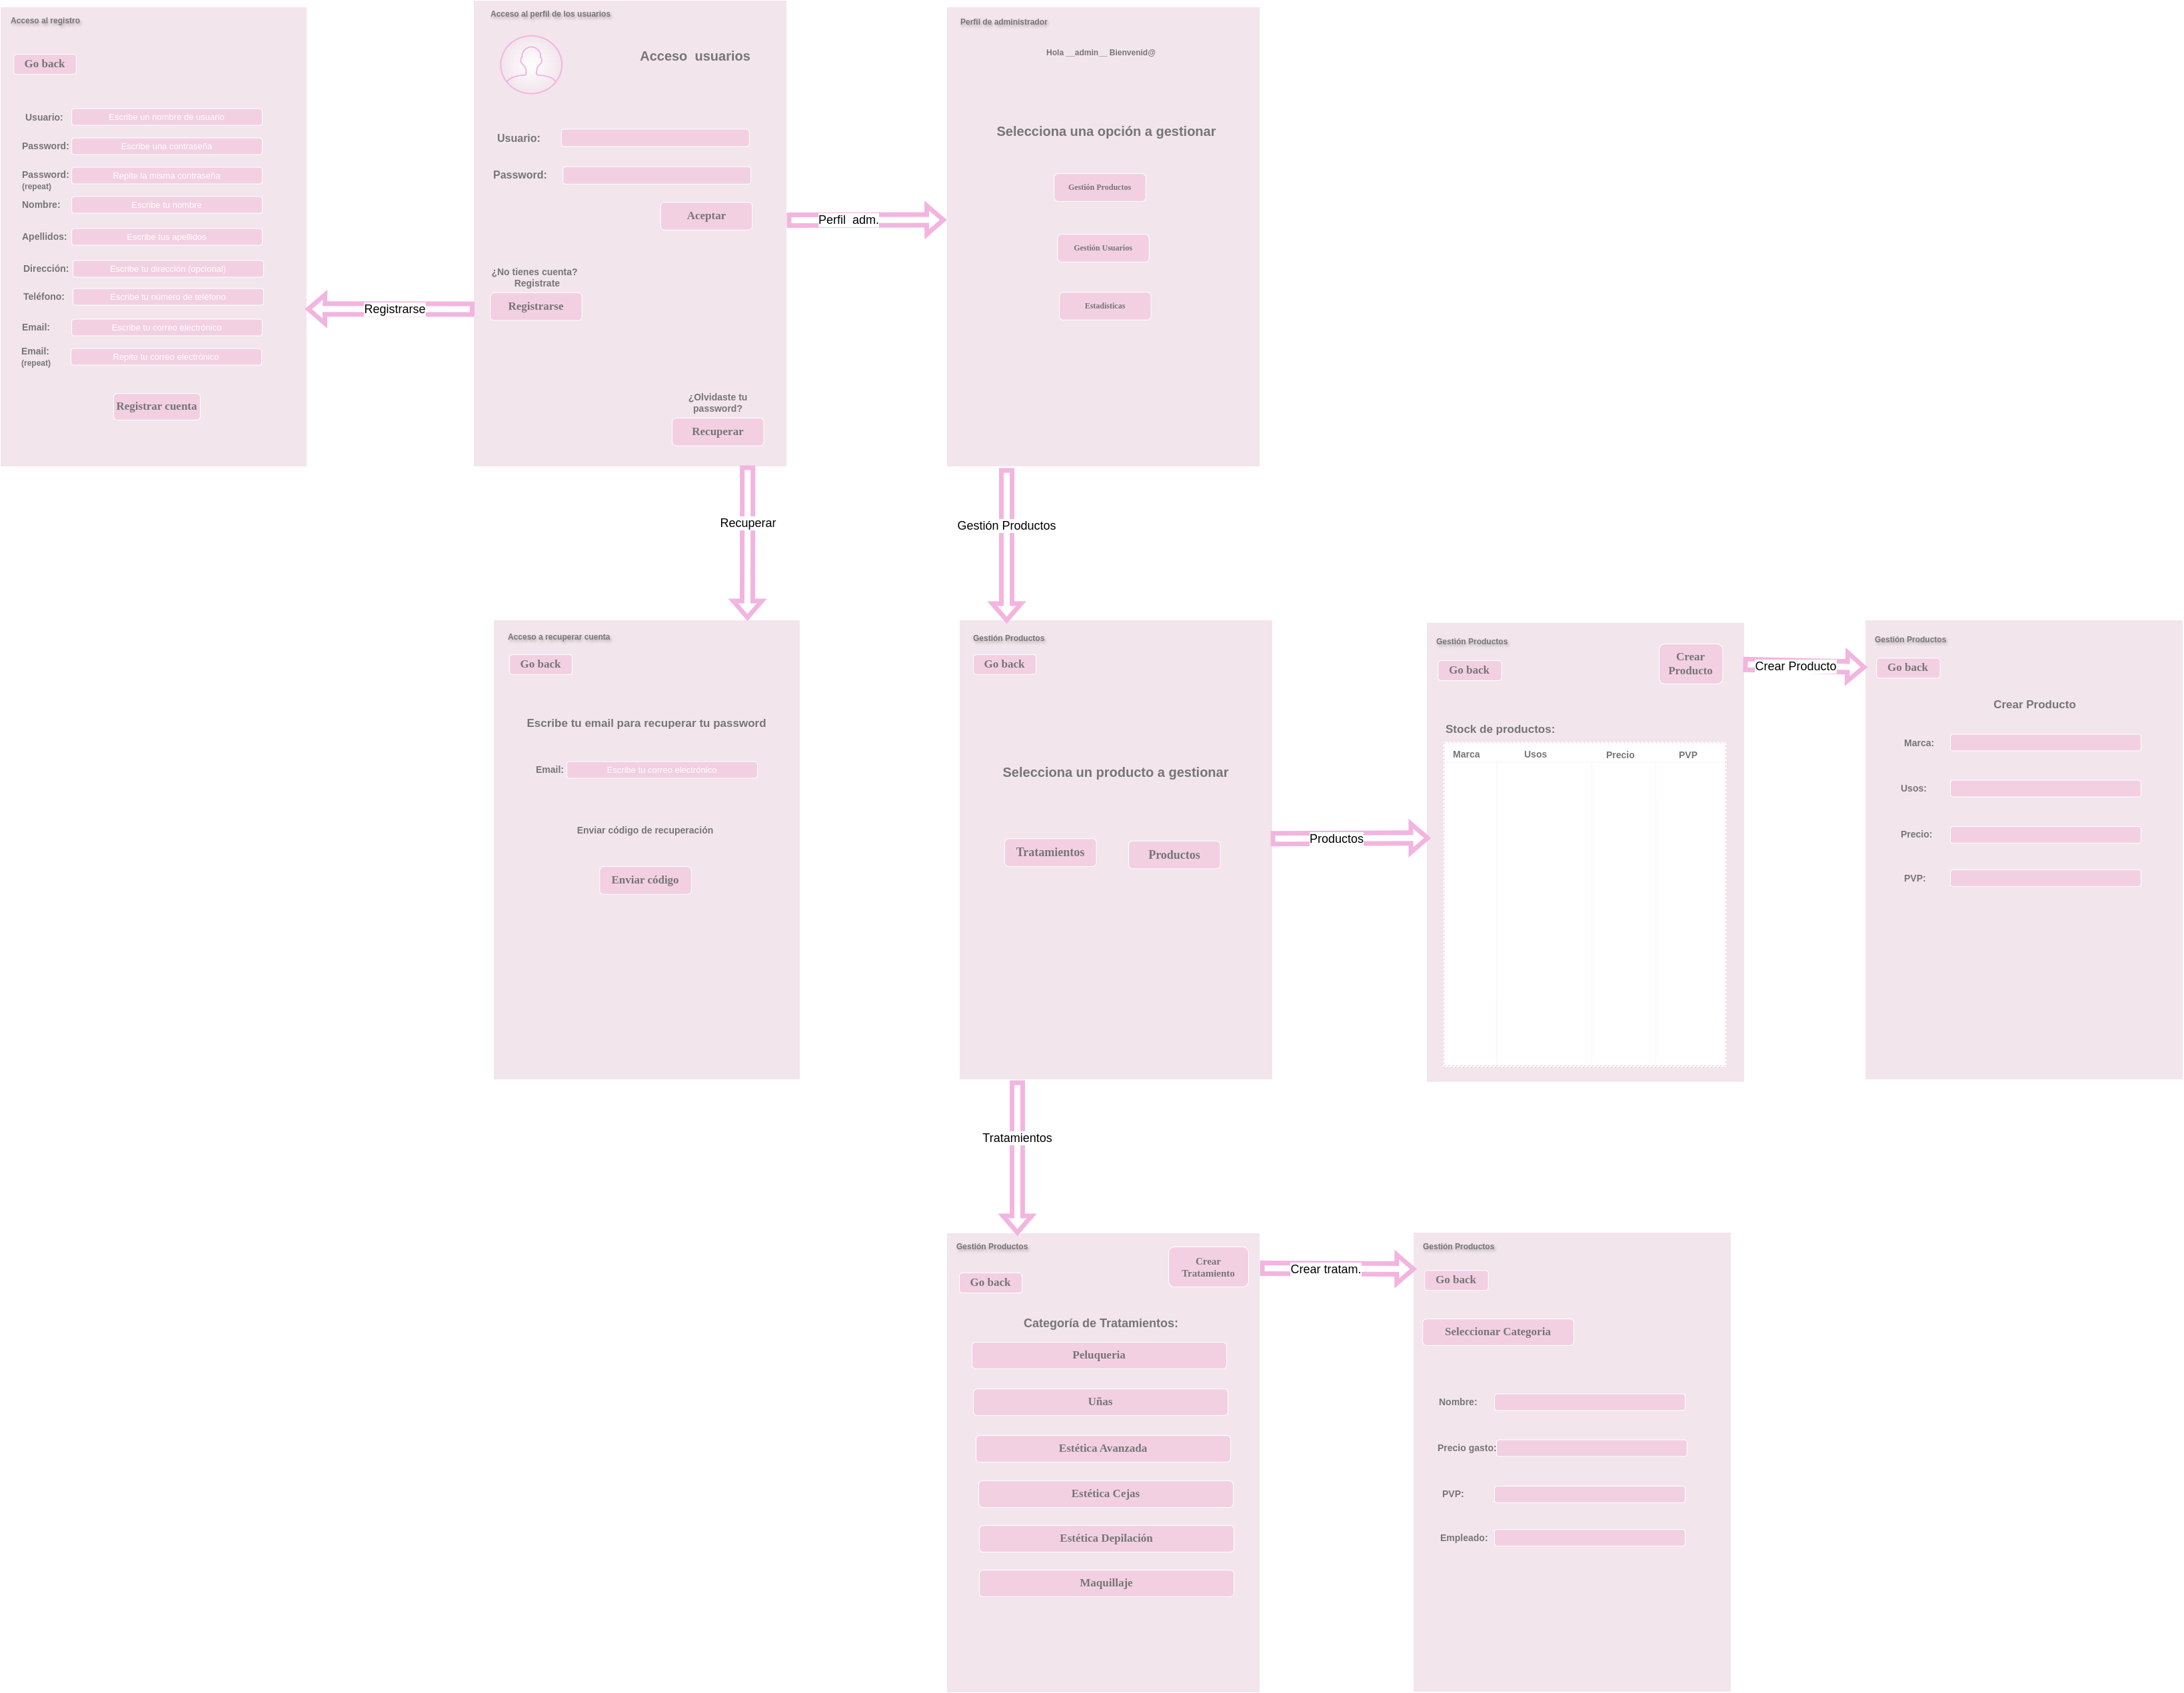 Acceso al registro
Go back
Usuario:
Escribe un nombre de usuario
Password:
Escribe una contraseña
Password:
(repeat)
Repite la misma contraseña
Nombre:
Escribe tu nombre
Apellidos:
Escribe tus apellidos
Dirección:
Escribe tu dirección (opcional)
Teléfono:
Escribe tu número de teléfono
Email:
Escribe tu correo electrónico
Email:
(repeat)
Repite tu correo electrónico
Registrar cuenta
Registrarse
Acceso al perfil de los usuarios
Acceso  usuarios
Usuario:
Password:
Aceptar
¿No tienes cuenta?
Registrate
Registrarse
¿Olvidaste tu
password?
Recuperar
Perfil  adm.
Perfil de administrador
Hola __admin__ Bienvenid@
Selecciona una opción a gestionar
Gestión Productos
Gestión Usuarios
Estadísticas
Recuperar
Gestión Productos
Acceso a recuperar cuenta
Go back
Escribe tu email para recuperar tu password
Email:
Escribe tu correo electrónico
Enviar código de recuperación
Enviar código
Gestión Productos
Go back
Selecciona un producto a gestionar
Tratamientos
Productos
Productos
Gestión Productos
Go back
Crear
Producto
Stock de productos:
Marca
Usos
Precio
PVP
Crear Producto
Gestión Productos
Go back
Crear Producto
Marca:
Usos:
Precio:
PVP:
Tratamientos
Gestión Productos
Go back
Crear
Tratamiento
Categoría de Tratamientos:
Peluqueria
Uñas
Estética Avanzada
Estética Cejas
Estética Depilación
Maquillaje
Crear tratam.
Gestión Productos
Go back
Seleccionar Categoria
Nombre:
Precio gasto:
PVP:
Empleado: